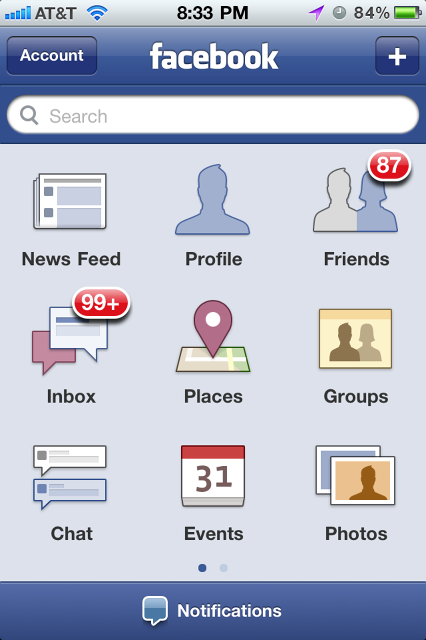 AT&T 8:33 PM 84%
Account facebook +
Search
87
News Feed Profile Friends
99+
Inbox Places Groups
31
Chat Events Photos
Notifications